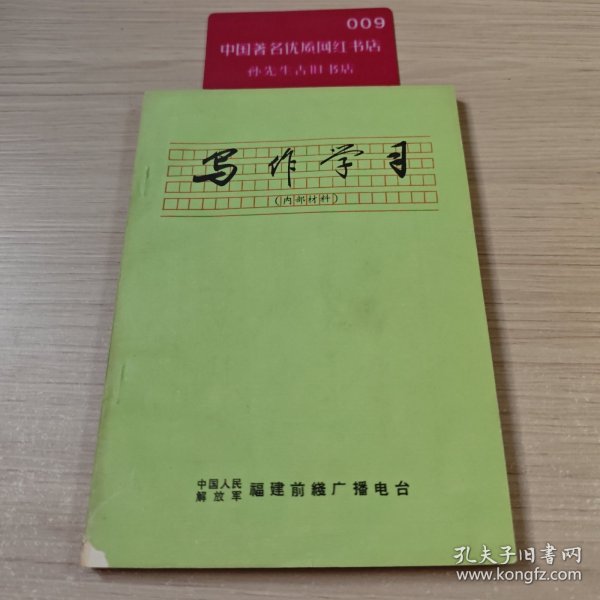 009
中国著名优质网红书店
孙先生古旧书店
写作学习
(内部材料)
中国人民
解放军
福建前綫广播电台
孔夫子旧书网
www.kongfz.com